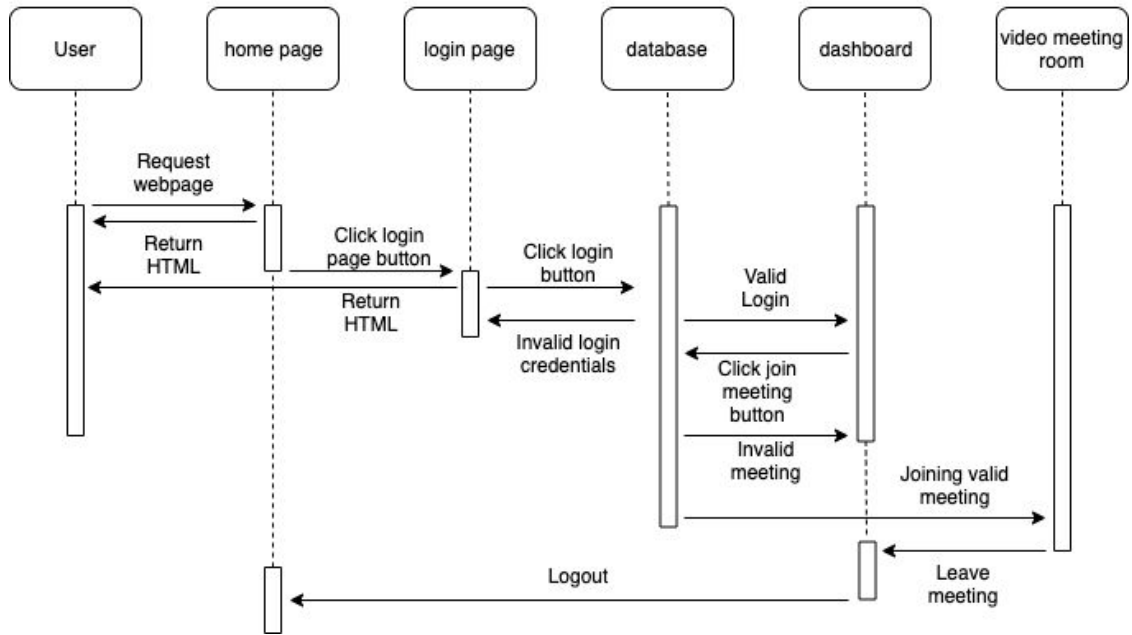 User
home page
login page
database
dashboard
video meeting
room
Request
webpage
Return
HTML
Click login
page button
Return
HTML
Click login
button
Invalid login
credentials
Valid
Login
Click join
meeting
button
Invalid
meeting
Joining valid
meeting
Leave
meeting
Logout